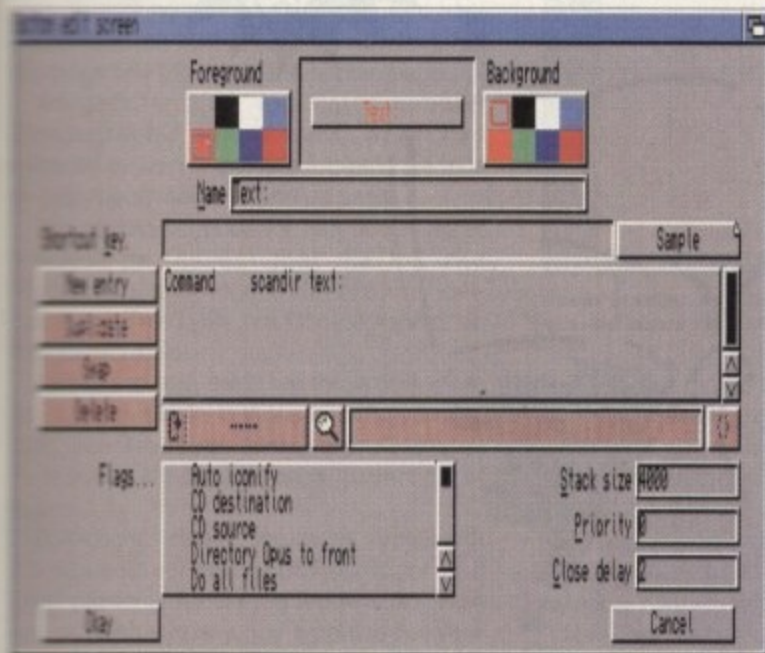 edit screen
Foreground
Background
Text
Name Text:
Shortcut key.
Sample
New entry
Command scandir text:
Duplicate
Swap
Delete
-----
Flags...
Auto iconify
CD destination
CD source
Directory Opus to front
Do all files
Stack size 4000
Priority 0
Close delay 2
Okay
Cancel